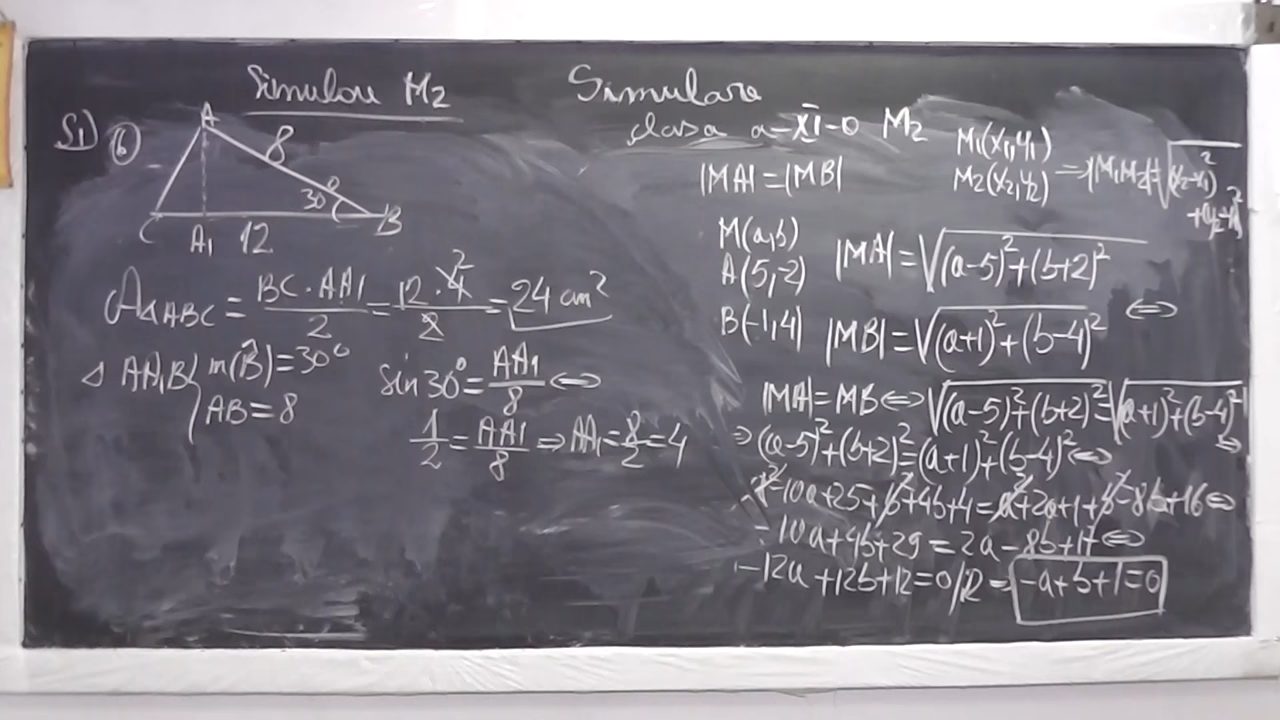 Simulare M2
S1) 6
A
8
30°
C A1 12 B
A△ABC = BC·AA1/2 = 12·4/2 = 24 cm²
2
△ AA1B { m(B̂)=30°
AB=8
sin30° = AA1/8 ⇔
1/2 = AA1/8 ⇒ AA1 = 8/2 = 4
Simulare
clasa a-XI-a M2
|MA| = |MB|
M1(x1,y1)
M2(x2,y2) → |M1M2| = √(x2-x1)² + (y2-y1)²
M(a,b)
A(5,-2)
B(-1,4)
|MA| = √(a-5)²+(b+2)²
⇔
|MB| = √(a+1)²+(b-4)²
|MA| = MB ⇔ √(a-5)²+(b+2)² = √(a+1)²+(b-4)² ⇔
⇒ (a-5)²+(b+2)² = (a+1)²+(b-4)² ⇔
a²-10a+25+b²+4b+4 = a²+2a+1+b²-8b+16 ⇔
-10a+4b+29 = 2a-8b+17 ⇔
-12a+12b+12=0/12 ⇒ -a+b+1=0